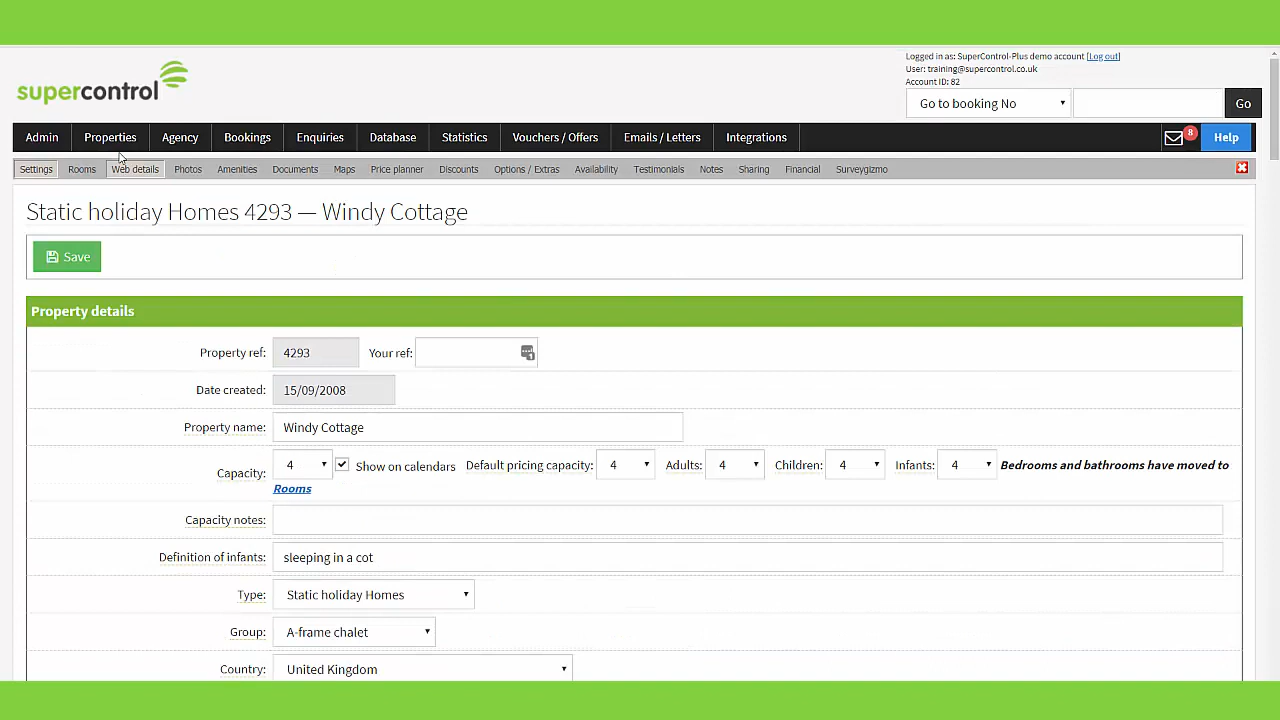 supercontrol
Logged in as: SuperControl-Plus demo account [Log out]
User: training@supercontrol.co.uk
Account ID: 82
Go to booking No Go
Admin Properties Agency Bookings Enquiries Database Statistics Vouchers / Offers Emails / Letters Integrations 8 Help
Settings Rooms Web details Photos Amenities Documents Maps Price planner Discounts Options / Extras Availability Testimonials Notes Sharing Financial Surveygizmo
Static holiday Homes 4293 — Windy Cottage
Save
Property details
Property ref: 4293 Your ref:
Date created: 15/09/2008
Property name: Windy Cottage
Capacity: 4 Show on calendars Default pricing capacity: 4 Adults: 4 Children: 4 Infants: 4 Bedrooms and bathrooms have moved to
Rooms
Capacity notes:
Definition of infants: sleeping in a cot
Type: Static holiday Homes
Group: A-frame chalet
Country: United Kingdom